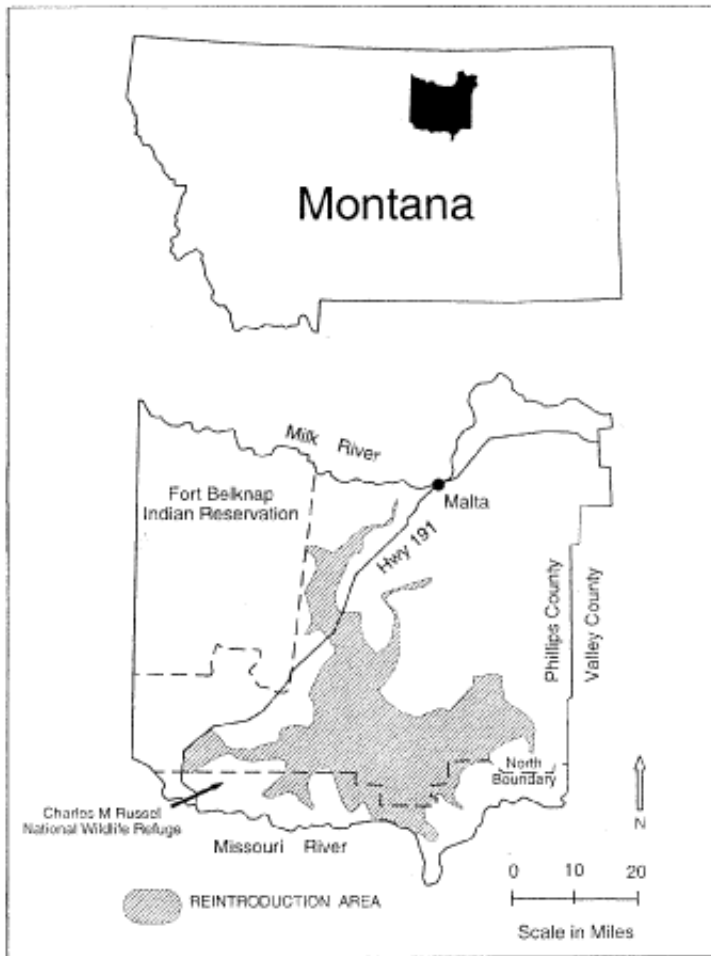 Montana
Milk River
Fort Belknap
Indian Reservation
Malta
Hwy 191
Phillips County
Valley County
North
Boundary
Charles M Russel
National Wildlife Refuge
Missouri River
N
REINTRODUCTION AREA
0 10 20
Scale in Miles